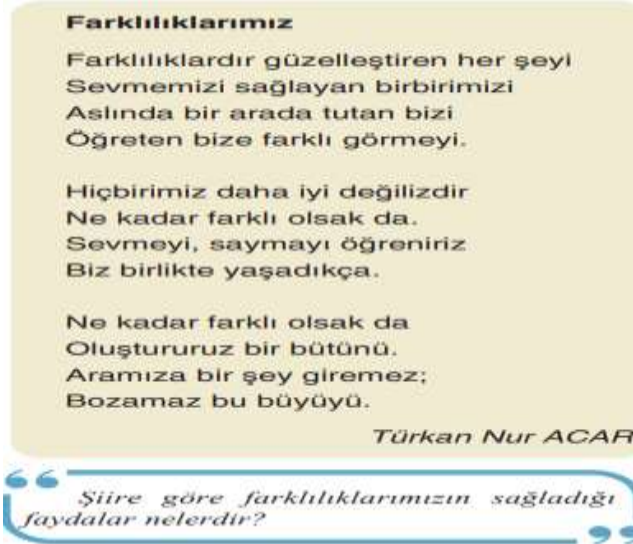 Farklılıklarımız
Farklılıklardır güzelleştiren her şeyi
Sevmemizi sağlayan birbirimizi
Aslında bir arada tutan bizi
Öğreten bize farklı görmeyi.
Hiçbirimiz daha iyi değilizdir
Ne kadar farklı olsak da.
Sevmeyi, saymayı öğreniriz
Biz birlikte yaşadıkça.
Ne kadar farklı olsak da
Oluştururuz bir bütünü.
Aramıza bir şey giremez;
Bozamaz bu büyüyü.
Türkan Nur ACAR
Şiire göre farklılıklarımızın sağladığı
faydalar nelerdir?